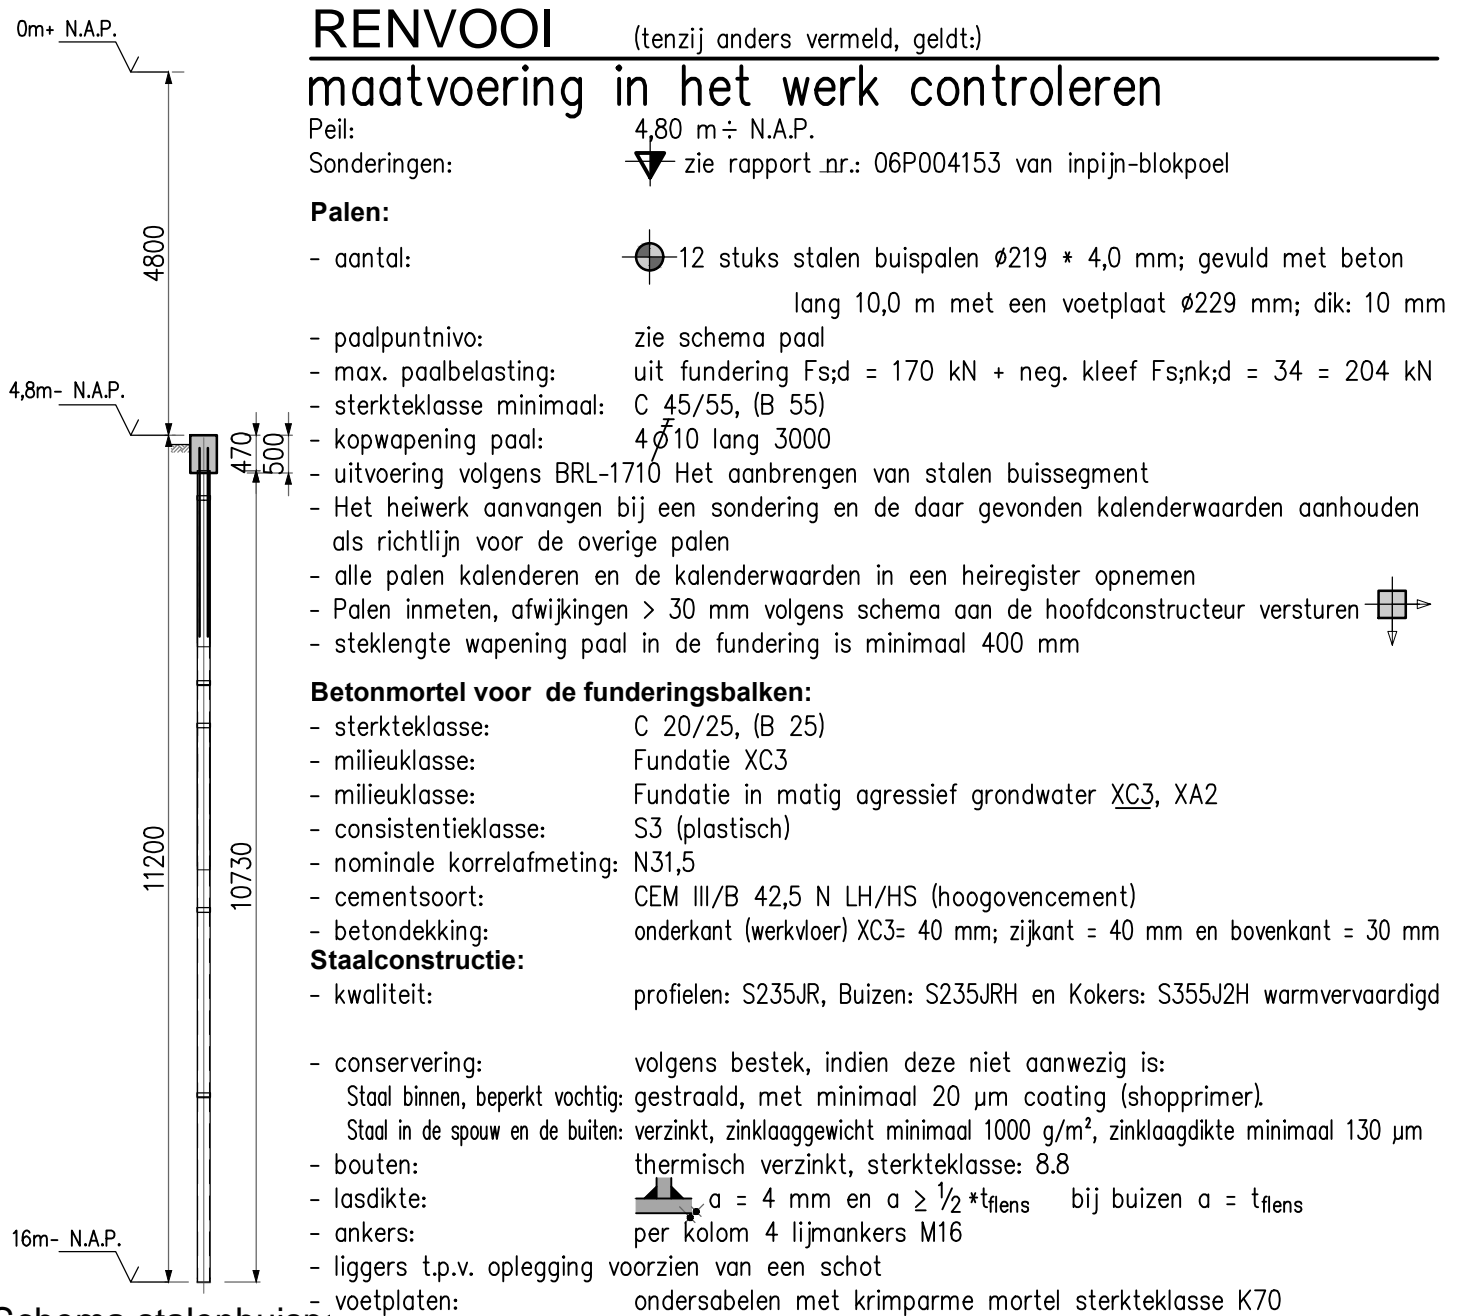 RENVOOI (tenzij anders vermeld, geldt:)
maatvoering in het werk controleren
Peil: 4,80 m÷ N.A.P.
Sonderingen: zie rapport nr.: 06P004153 van inpijn-blokpoel
Palen:
- aantal: 12 stuks stalen buispalen ø219 * 4,0 mm; gevuld met beton
lang 10,0 m met een voetplaat ø229 mm; dik: 10 mm
- paalpuntnivo: zie schema paal
- max. paalbelasting: uit fundering Fs;d = 170 kN + neg. kleef Fs;nk;d = 34 = 204 kN
- sterkteklasse minimaal: C 45/55, (B 55)
- kopwapening paal: 4ø10 lang 3000
- uitvoering volgens BRL-1710 Het aanbrengen van stalen buissegment
- Het heiwerk aanvangen bij een sondering en de daar gevonden kalenderwaarden aanhouden
als richtlijn voor de overige palen
- alle palen kalenderen en de kalenderwaarden in een heiregister opnemen
- Palen inmeten, afwijkingen > 30 mm volgens schema aan de hoofdconstructeur versturen
- steklengte wapening paal in de fundering is minimaal 400 mm
Betonmortel voor de funderingsbalken:
- sterkteklasse: C 20/25, (B 25)
- milieuklasse: Fundatie XC3
- milieuklasse: Fundatie in matig agressief grondwater XC3, XA2
- consistentieklasse: S3 (plastisch)
- nominale korrelafmeting: N31,5
- cementsoort: CEM III/B 42,5 N LH/HS (hoogovencement)
- betondekking: onderkant (werkvloer) XC3= 40 mm; zijkant = 40 mm en bovenkant = 30 mm
Staalconstructie:
- kwaliteit: profielen: S235JR, Buizen: S235JRH en Kokers: S355J2H warmvervaardigd
- conservering: volgens bestek, indien deze niet aanwezig is:
Staal binnen, beperkt vochtig: gestraald, met minimaal 20 µm coating (shopprimer).
Staal in de spouw en de buiten: verzinkt, zinklaaggewicht minimaal 1000 g/m², zinklaagdikte minimaal 130 µm
- bouten: thermisch verzinkt, sterkteklasse: 8.8
- lasdikte: a = 4 mm en a ≥ 1/2 *tflens bij buizen a = tflens
- ankers: per kolom 4 lijmankers M16
- liggers t.p.v. oplegging voorzien van een schot
- voetplaten: ondersabelen met krimparme mortel sterkteklasse K70
0m+ N.A.P.
4800
4,8m- N.A.P.
470
500
11200
10730
16m- N.A.P.